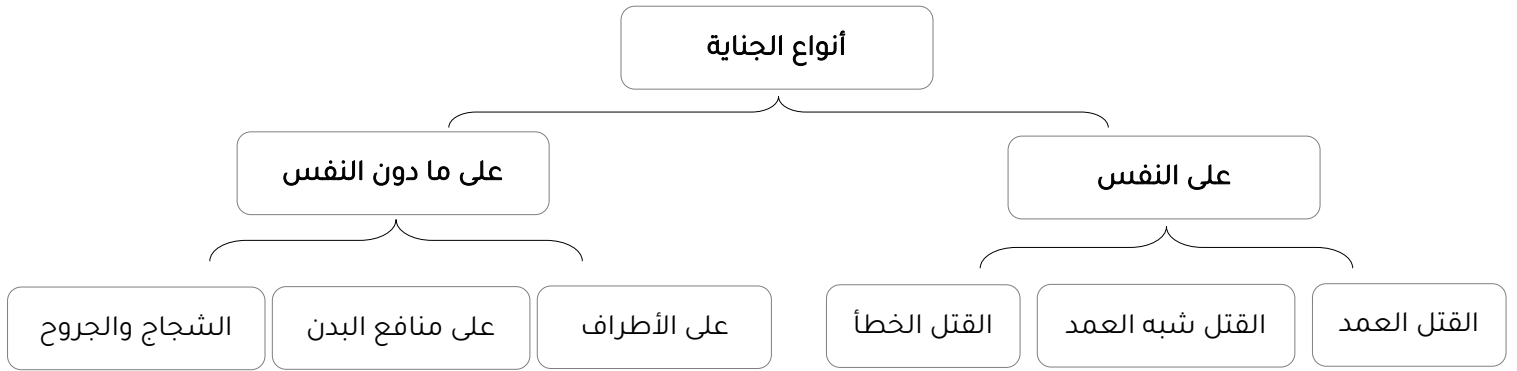 أنواع الجناية
على النفس
على ما دون النفس
القتل العمد
القتل شبه العمد
القتل الخطأ
على الأطراف
على منافع البدن
الشجاج والجروح